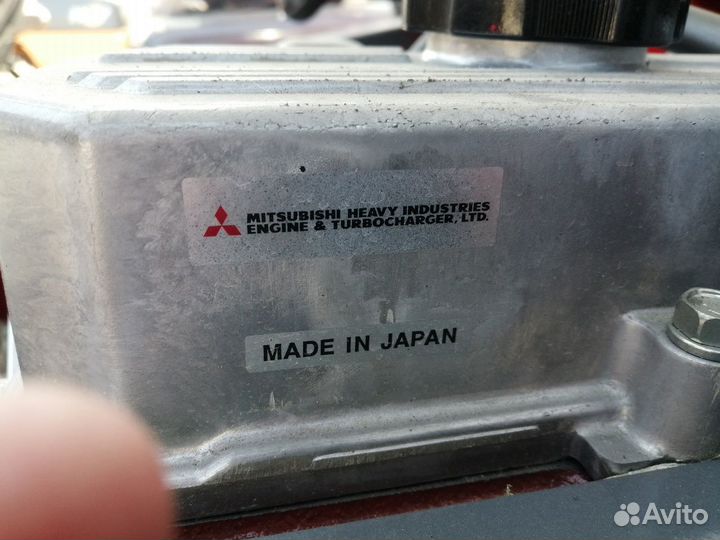 MITSUBISHI HEAVY INDUSTRIES
ENGINE & TURBOCHARGER, LTD.
MADE IN JAPAN
Avito